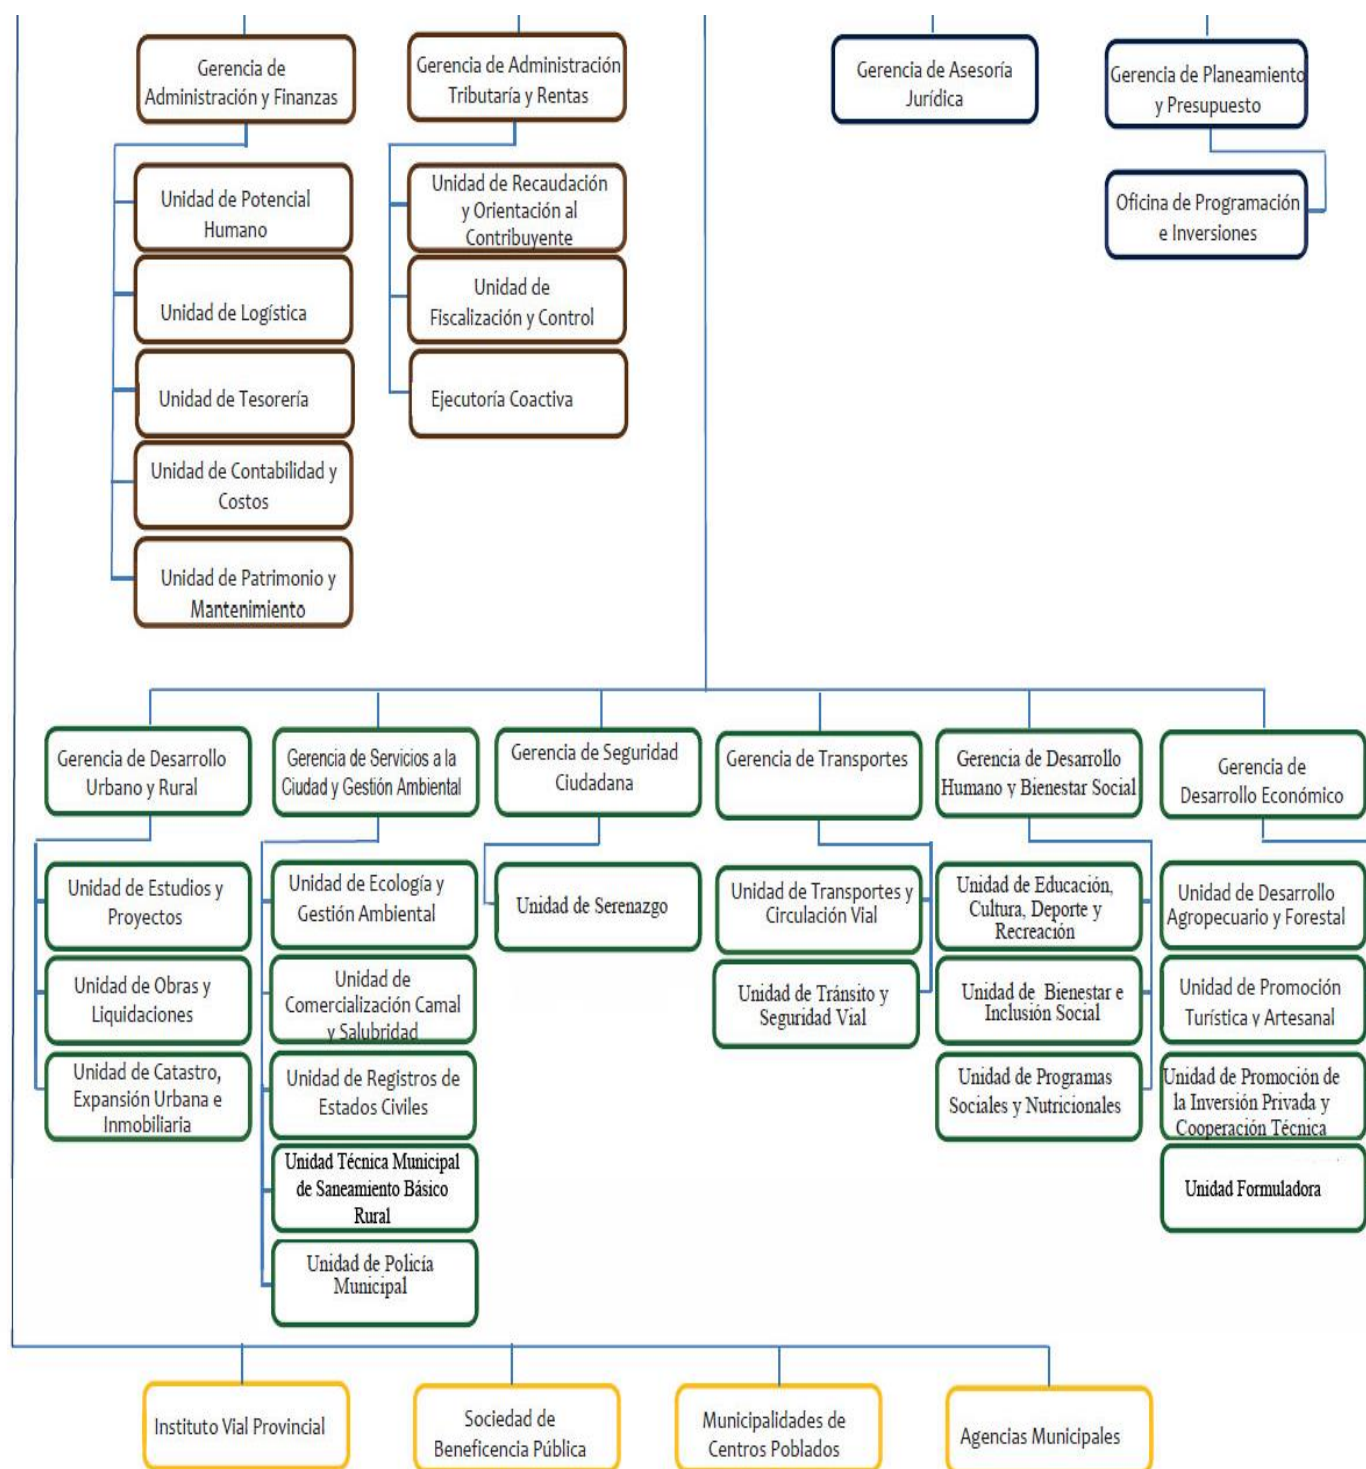 Gerencia de
Administración y Finanzas
Gerencia de Administración
Tributaría y Rentas
Gerencia de Asesoría
Jurídica
Gerencia de Planeamiento
y Presupuesto
Unidad de Potencial
Humano
Unidad de Logística
Unidad de Tesorería
Unidad de Contabilidad y
Costos
Unidad de Patrimonio y
Mantenimiento
Unidad de Recaudación
y Orientación al
Contribuyente
Unidad de
Fiscalización y Control
Ejecutoría Coactiva
Oficina de Programación
e Inversiones
Gerencia de Desarrollo
Urbano y Rural
Gerencia de Servicios a la
Ciudad y Gestión Ambiental
Gerencia de Seguridad
Ciudadana
Gerencia de Transportes
Gerencia de Desarrollo
Humano y Bienestar Social
Gerencia de
Desarrollo Económico
Unidad de Estudios y
Proyectos
Unidad de Obras y
Liquidaciones
Unidad de Catastro,
Expansión Urbana e
Inmobiliaria
Unidad de Ecología y
Gestión Ambiental
Unidad de
Comercialización Camal
y Salubridad
Unidad de Registros de
Estados Civiles
Unidad Técnica Municipal
de Saneamiento Básico
Rural
Unidad de Policía
Municipal
Unidad de Serenazgo
Unidad de Transportes y
Circulación Vial
Unidad de Tránsito y
Seguridad Vial
Unidad de Educación,
Cultura, Deporte y
Recreación
Unidad de Bienestar e
Inclusión Social
Unidad de Programas
Sociales y Nutricionales
Unidad de Desarrollo
Agropecuario y Forestal
Unidad de Promoción
Turística y Artesanal
Unidad de Promoción de
la Inversión Privada y
Cooperación Técnica
Unidad Formuladora
Instituto Vial Provincial
Sociedad de
Beneficencia Pública
Municipalidades de
Centros Poblados
Agencias Municipales